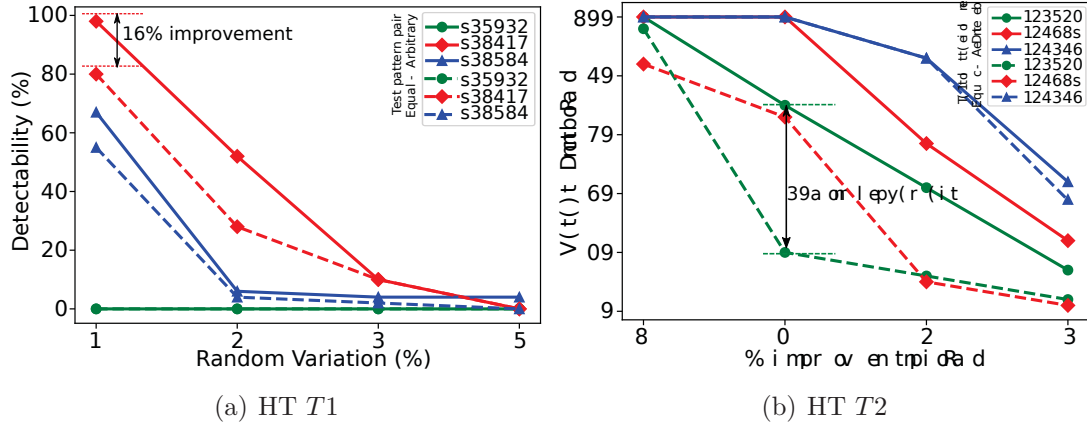 100
80
60
40
20
0
Detectability (%)
16% improvement
Test pattern pair
Equal - Arbitrary
s35932
s38417
s38584
s35932
s38417
s38584
1
2
3
5
Random Variation (%)
(a) HT T1
899
49
79
69
09
9
39a
123520
12468s
124346
123520
12468s
124346
8
0
2
3
(b) HT T2